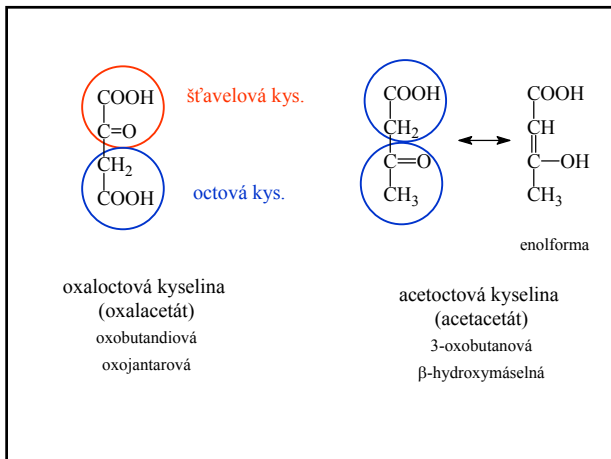 COOH
C=O
CH2
COOH
šťavelová kys.
octová kys.
oxaloctová kyselina
(oxalacetát)
oxobutandiová
oxojantarová
COOH
CH2
C=O
CH3
COOH
CH
C–OH
CH3
enolforma
acetoctová kyselina
(acetacetát)
3-oxobutanová
β-hydroxymáselná